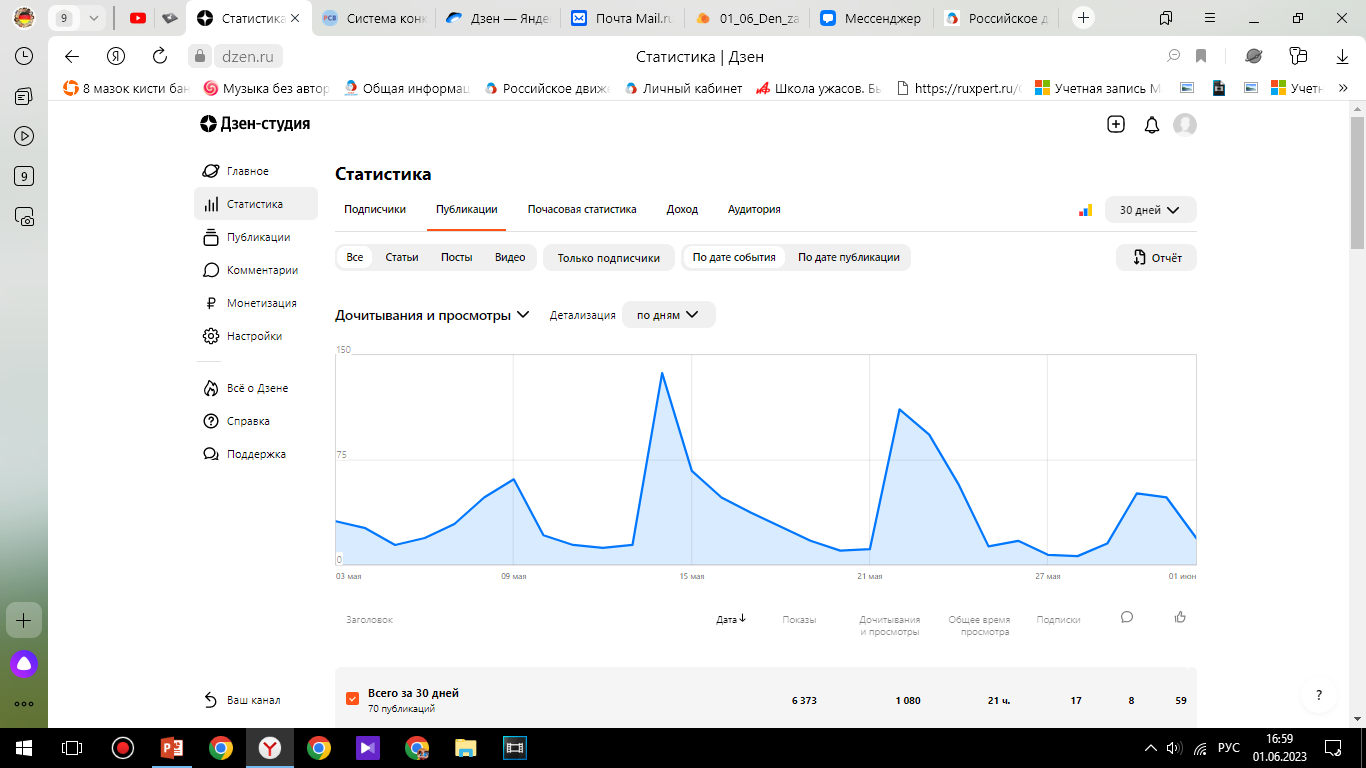 9
Статистика
Система кон
Дзен — Янде
Почта Mail.ru
01_06_Den_za
Мессенджер
Российское д
dzen.ru
Статистика | Дзен
8 мазок кисти бан
Музыка без автор
Общая информац
Российское движе
Личный кабинет
Школа ужасов. Бы
https://ruxpert.ru/
Учетная запись M
Учетн
9
Дзен-студия
Главное
Статистика
Публикации
Комментарии
Монетизация
Настройки
Всё о Дзене
Справка
Поддержка
Ваш канал
Статистика
Подписчики
Публикации
Почасовая статистика
Доход
Аудитория
30 дней
Все
Статьи
Посты
Видео
Только подписчики
По дате события
По дате публикации
Отчёт
Дочитывания и просмотры
Детализация
по дням
150
75
0
03 мая
09 мая
15 мая
21 мая
27 мая
01 июн
Заголовок
Дата
Показы
Дочитывания
и просмотры
Общее время
просмотра
Подписки
Всего за 30 дней
70 публикаций
6 373
1 080
21 ч.
17
8
59
?
РУС
16:59
01.06.2023